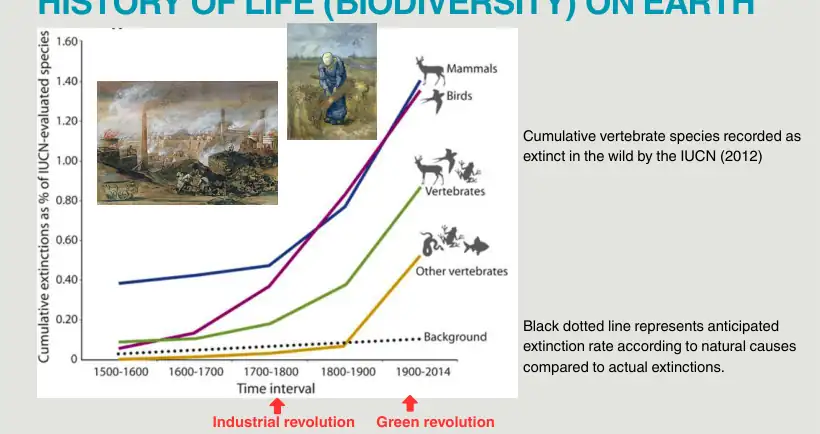 HISTORY OF LIFE (BIODIVERSITY) ON EARTH
Cumulative extinctions as % of IUCN-evaluated species
1.60
1.40
1.20
1.00
0.80
0.60
0.40
0.20
0
Mammals
Birds
Vertebrates
Other vertebrates
Background
1500-1600 1600-1700 1700-1800 1800-1900 1900-2014
Time interval
Industrial revolution Green revolution
Cumulative vertebrate species recorded as
extinct in the wild by the IUCN (2012)
Black dotted line represents anticipated
extinction rate according to natural causes
compared to actual extinctions.